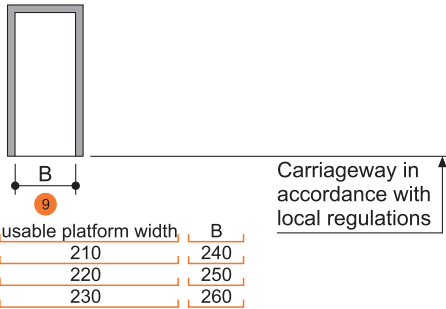 B
9
Carriageway in
accordance with
local regulations
usable platform width B
210 240
220 250
230 260